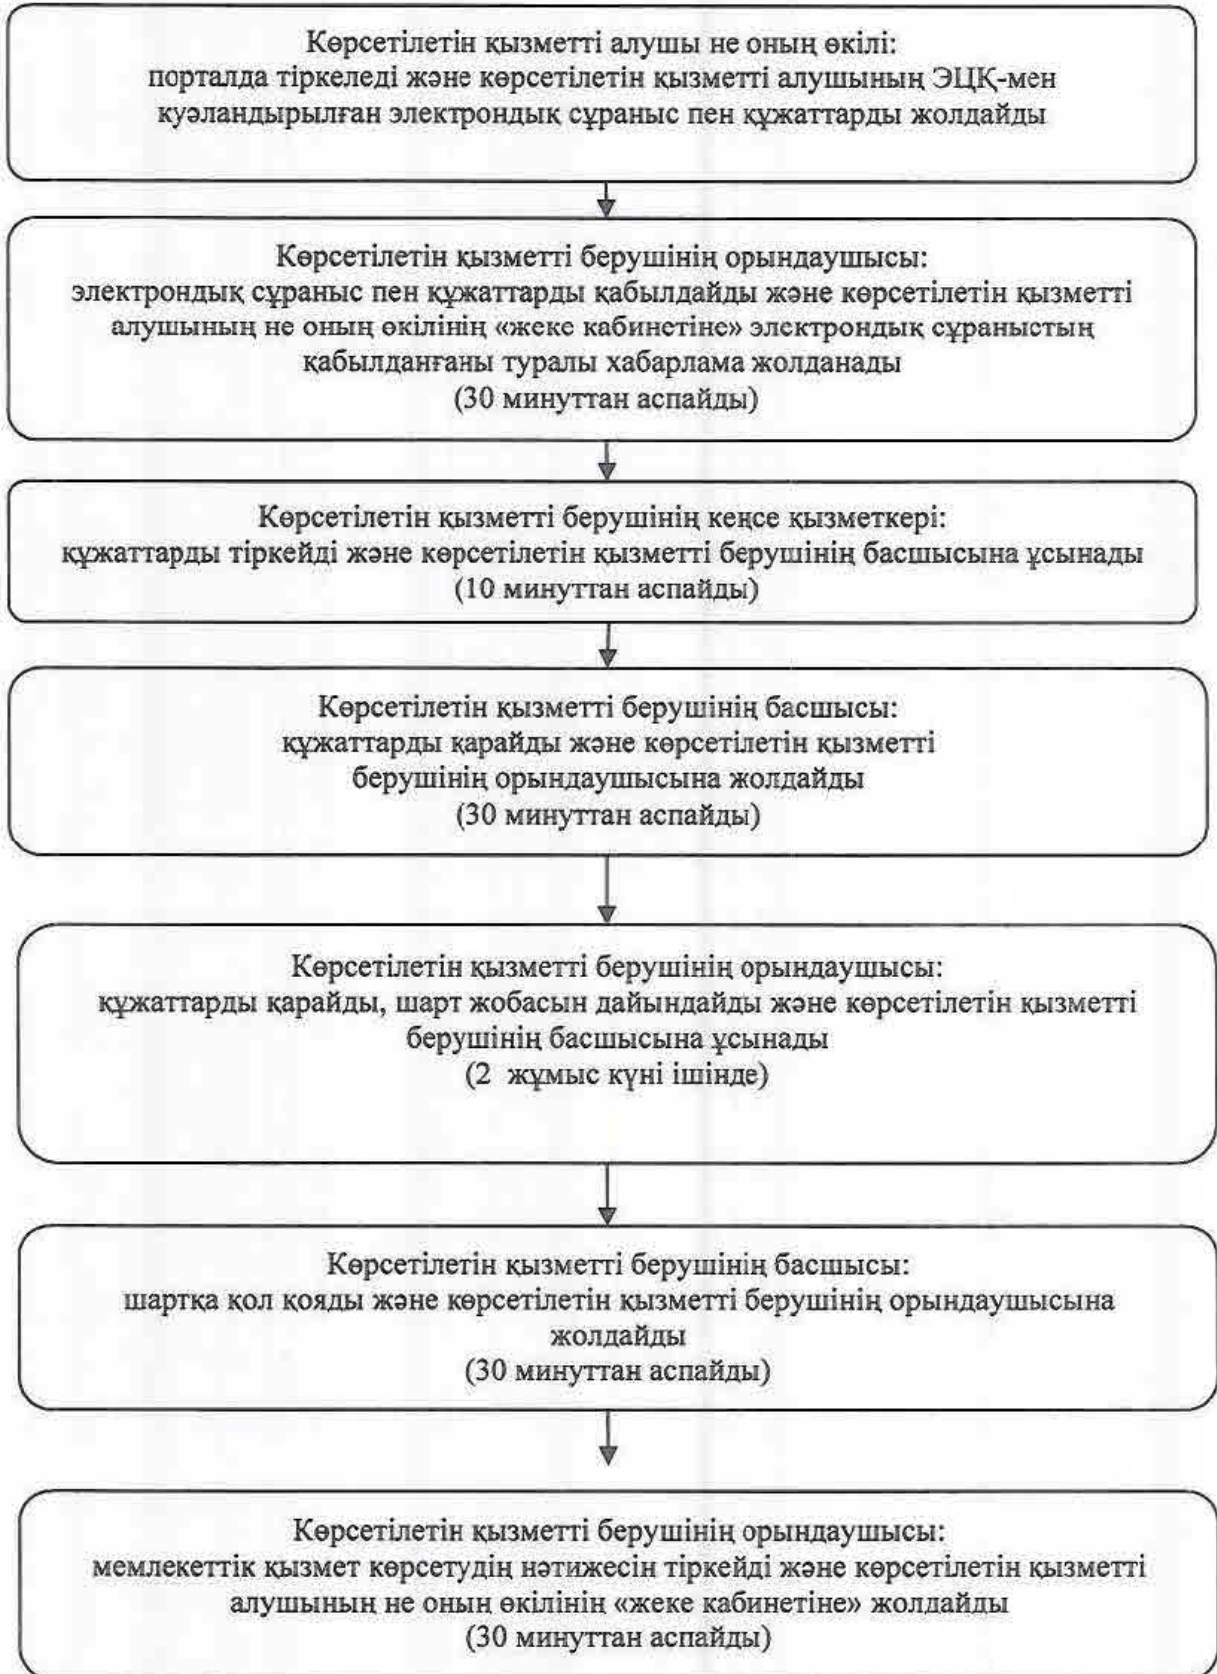 Көрсетілетін қызметті алушы не оның өкілі:
порталда тіркеледі және көрсетілетін қызметті алушының ЭЦҚ-мен
куәландырылған электрондық сұраныс пен құжаттарды жолдайды
Көрсетілетін қызметті берушінің орындаушысы:
электрондық сұраныс пен құжаттарды қабылдайды және көрсетілетін қызметті
алушының не оның өкілінің «жеке кабинетіне» электрондық сұраныстың
қабылданғаны туралы хабарлама жолданады
(30 минуттан аспайды)
Көрсетілетін қызметті берушінің кеңсе қызметкері:
құжаттарды тіркейді және көрсетілетін қызметті берушінің басшысына ұсынады
(10 минуттан аспайды)
Көрсетілетін қызметті берушінің басшысы:
құжаттарды қарайды және көрсетілетін қызметті
берушінің орындаушысына жолдайды
(30 минуттан аспайды)
Көрсетілетін қызметті берушінің орындаушысы:
құжаттарды қарайды, шарт жобасын дайындайды және көрсетілетін қызметті
берушінің басшысына ұсынады
(2 жұмыс күні ішінде)
Көрсетілетін қызметті берушінің басшысы:
шартқа қол қояды және көрсетілетін қызметті берушінің орындаушысына
жолдайды
(30 минуттан аспайды)
Көрсетілетін қызметті берушінің орындаушысы:
мемлекеттік қызмет көрсетудің нәтижесін тіркейді және көрсетілетін қызметті
алушының не оның өкілінің «жеке кабинетіне» жолдайды
(30 минуттан аспайды)